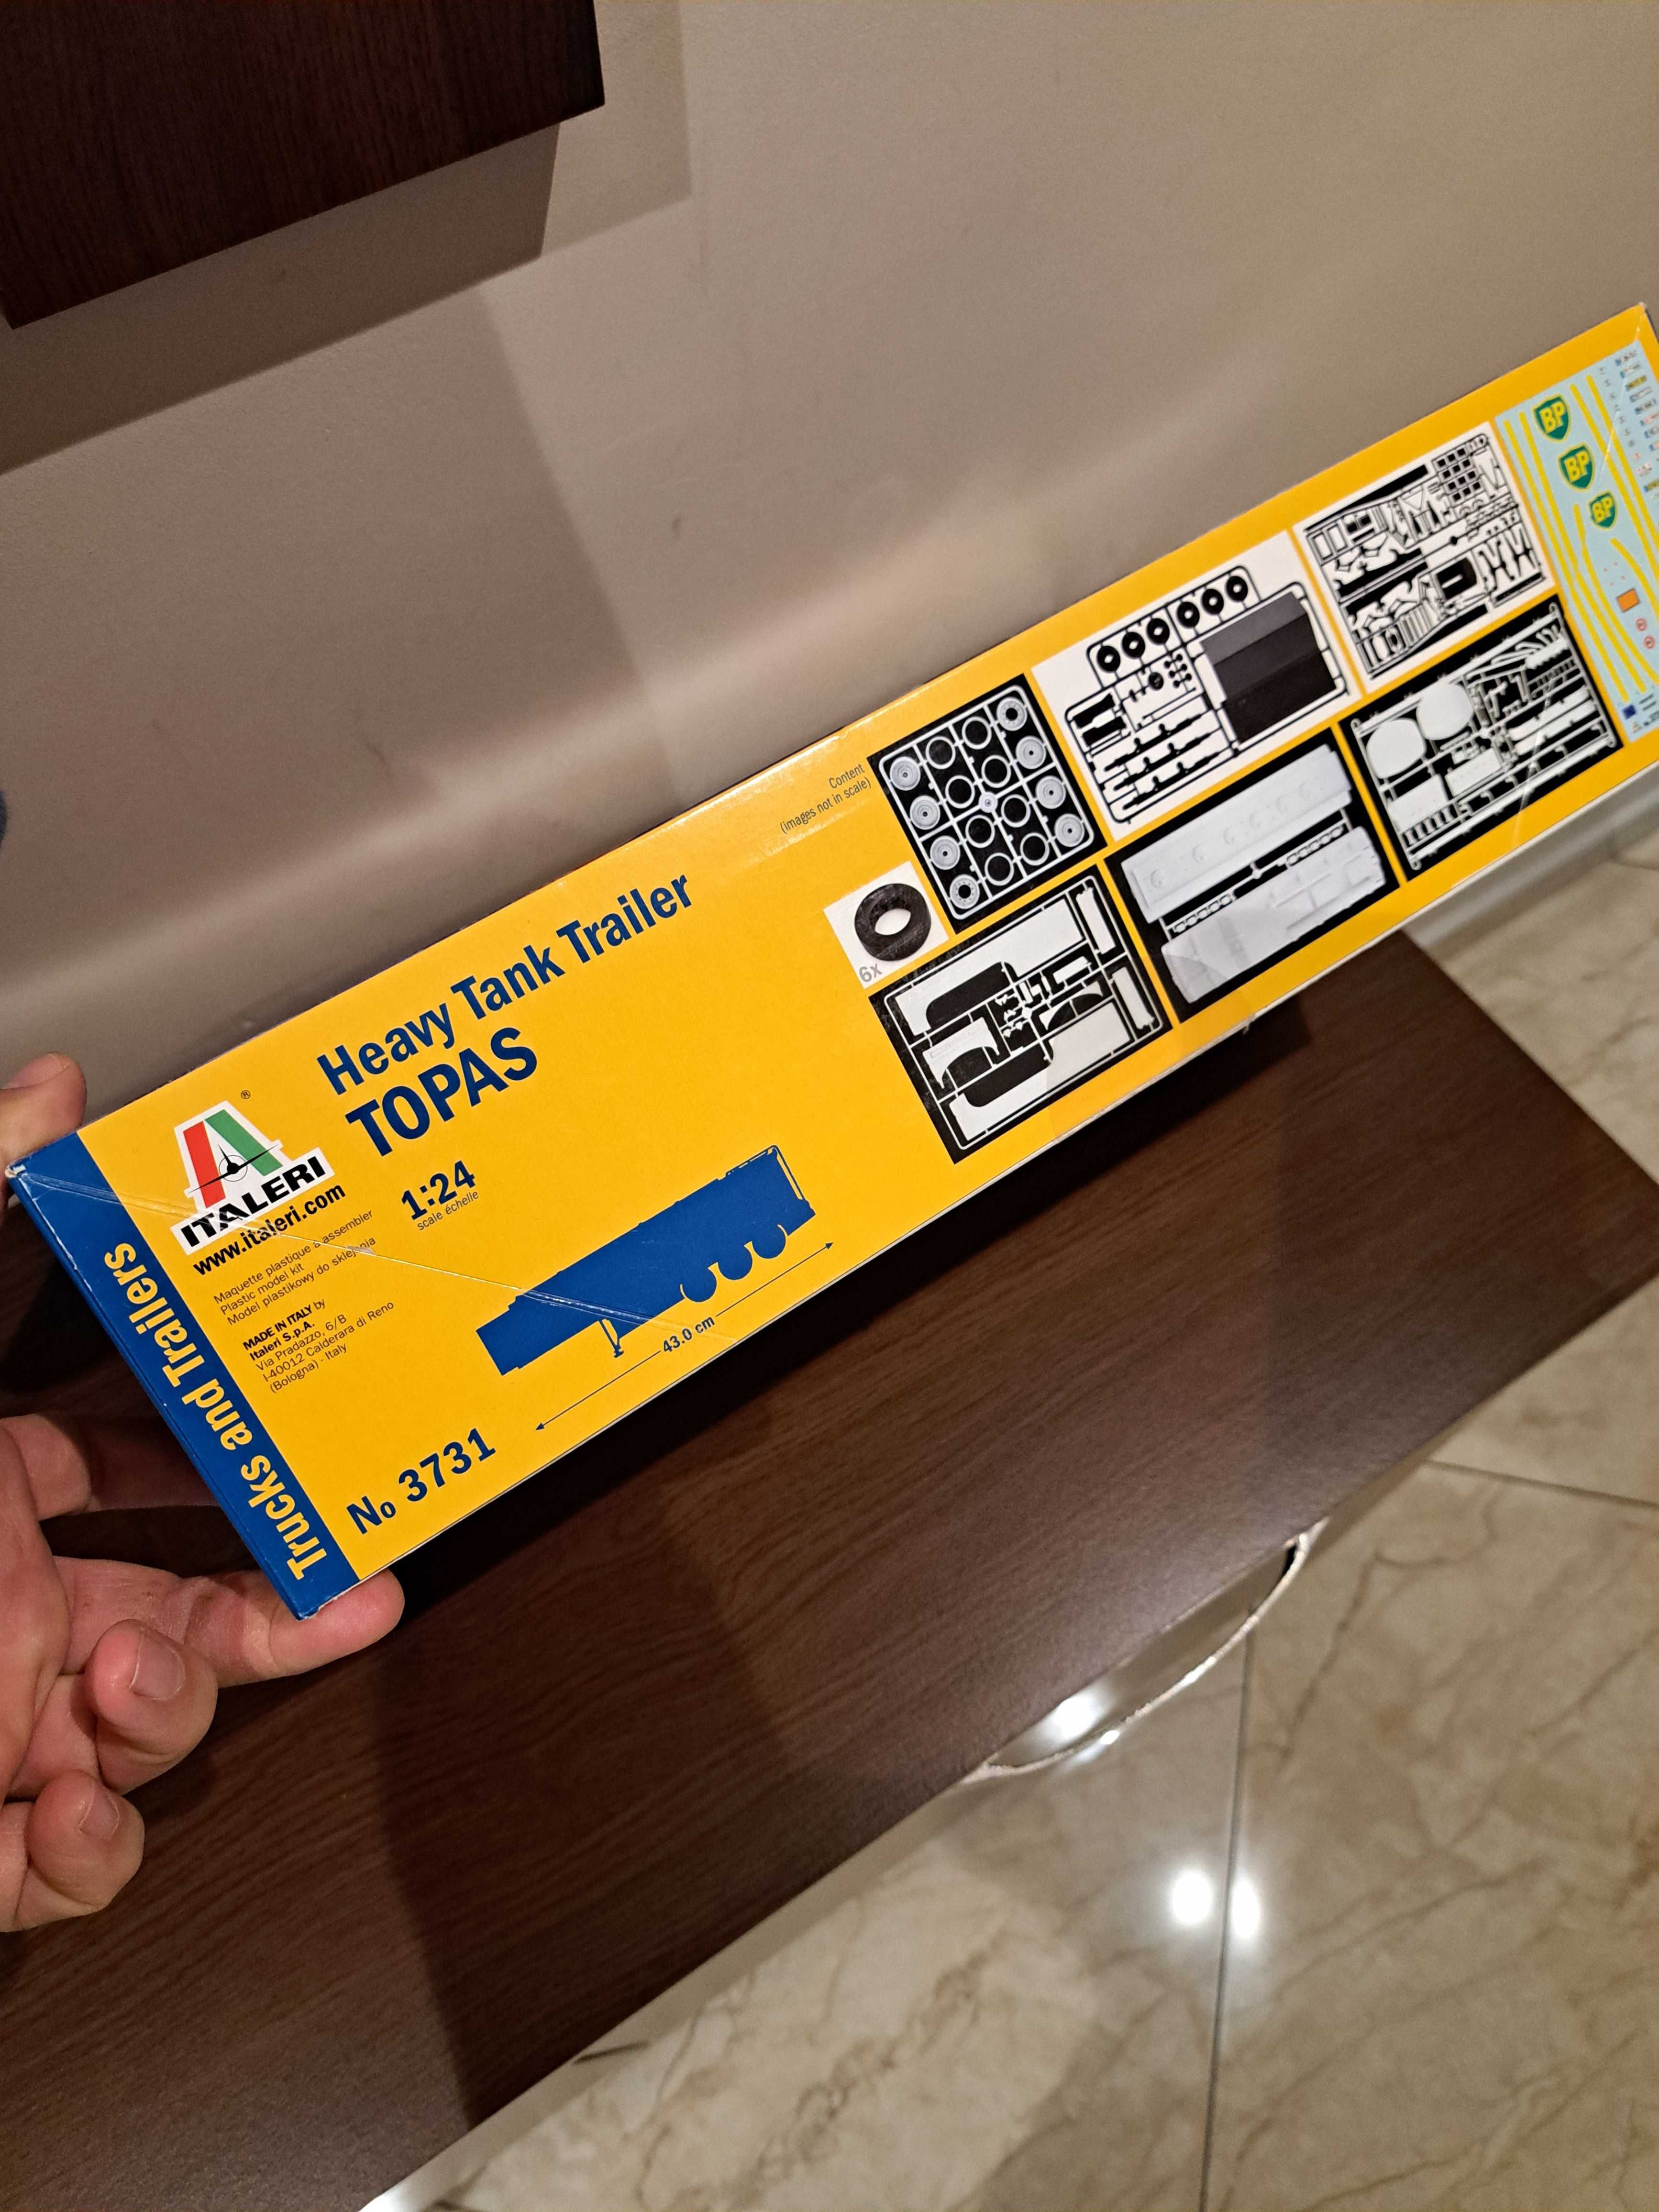 Trucks and Trailers
ITALERI
®
www.italeri.com
Maquette plastique à assembler
Plastic model kit
Model plastikowy do sklejania
MADE IN ITALY by
Italeri S.p.A.
Via Pradazzo, 6/B
I-40012 Calderara di Reno
(Bologna) - Italy
No 3731
Heavy Tank Trailer
TOPAS
1:24
scale échelle
43.0 cm
Content
(images not in scale)
6x
BP
BP
BP